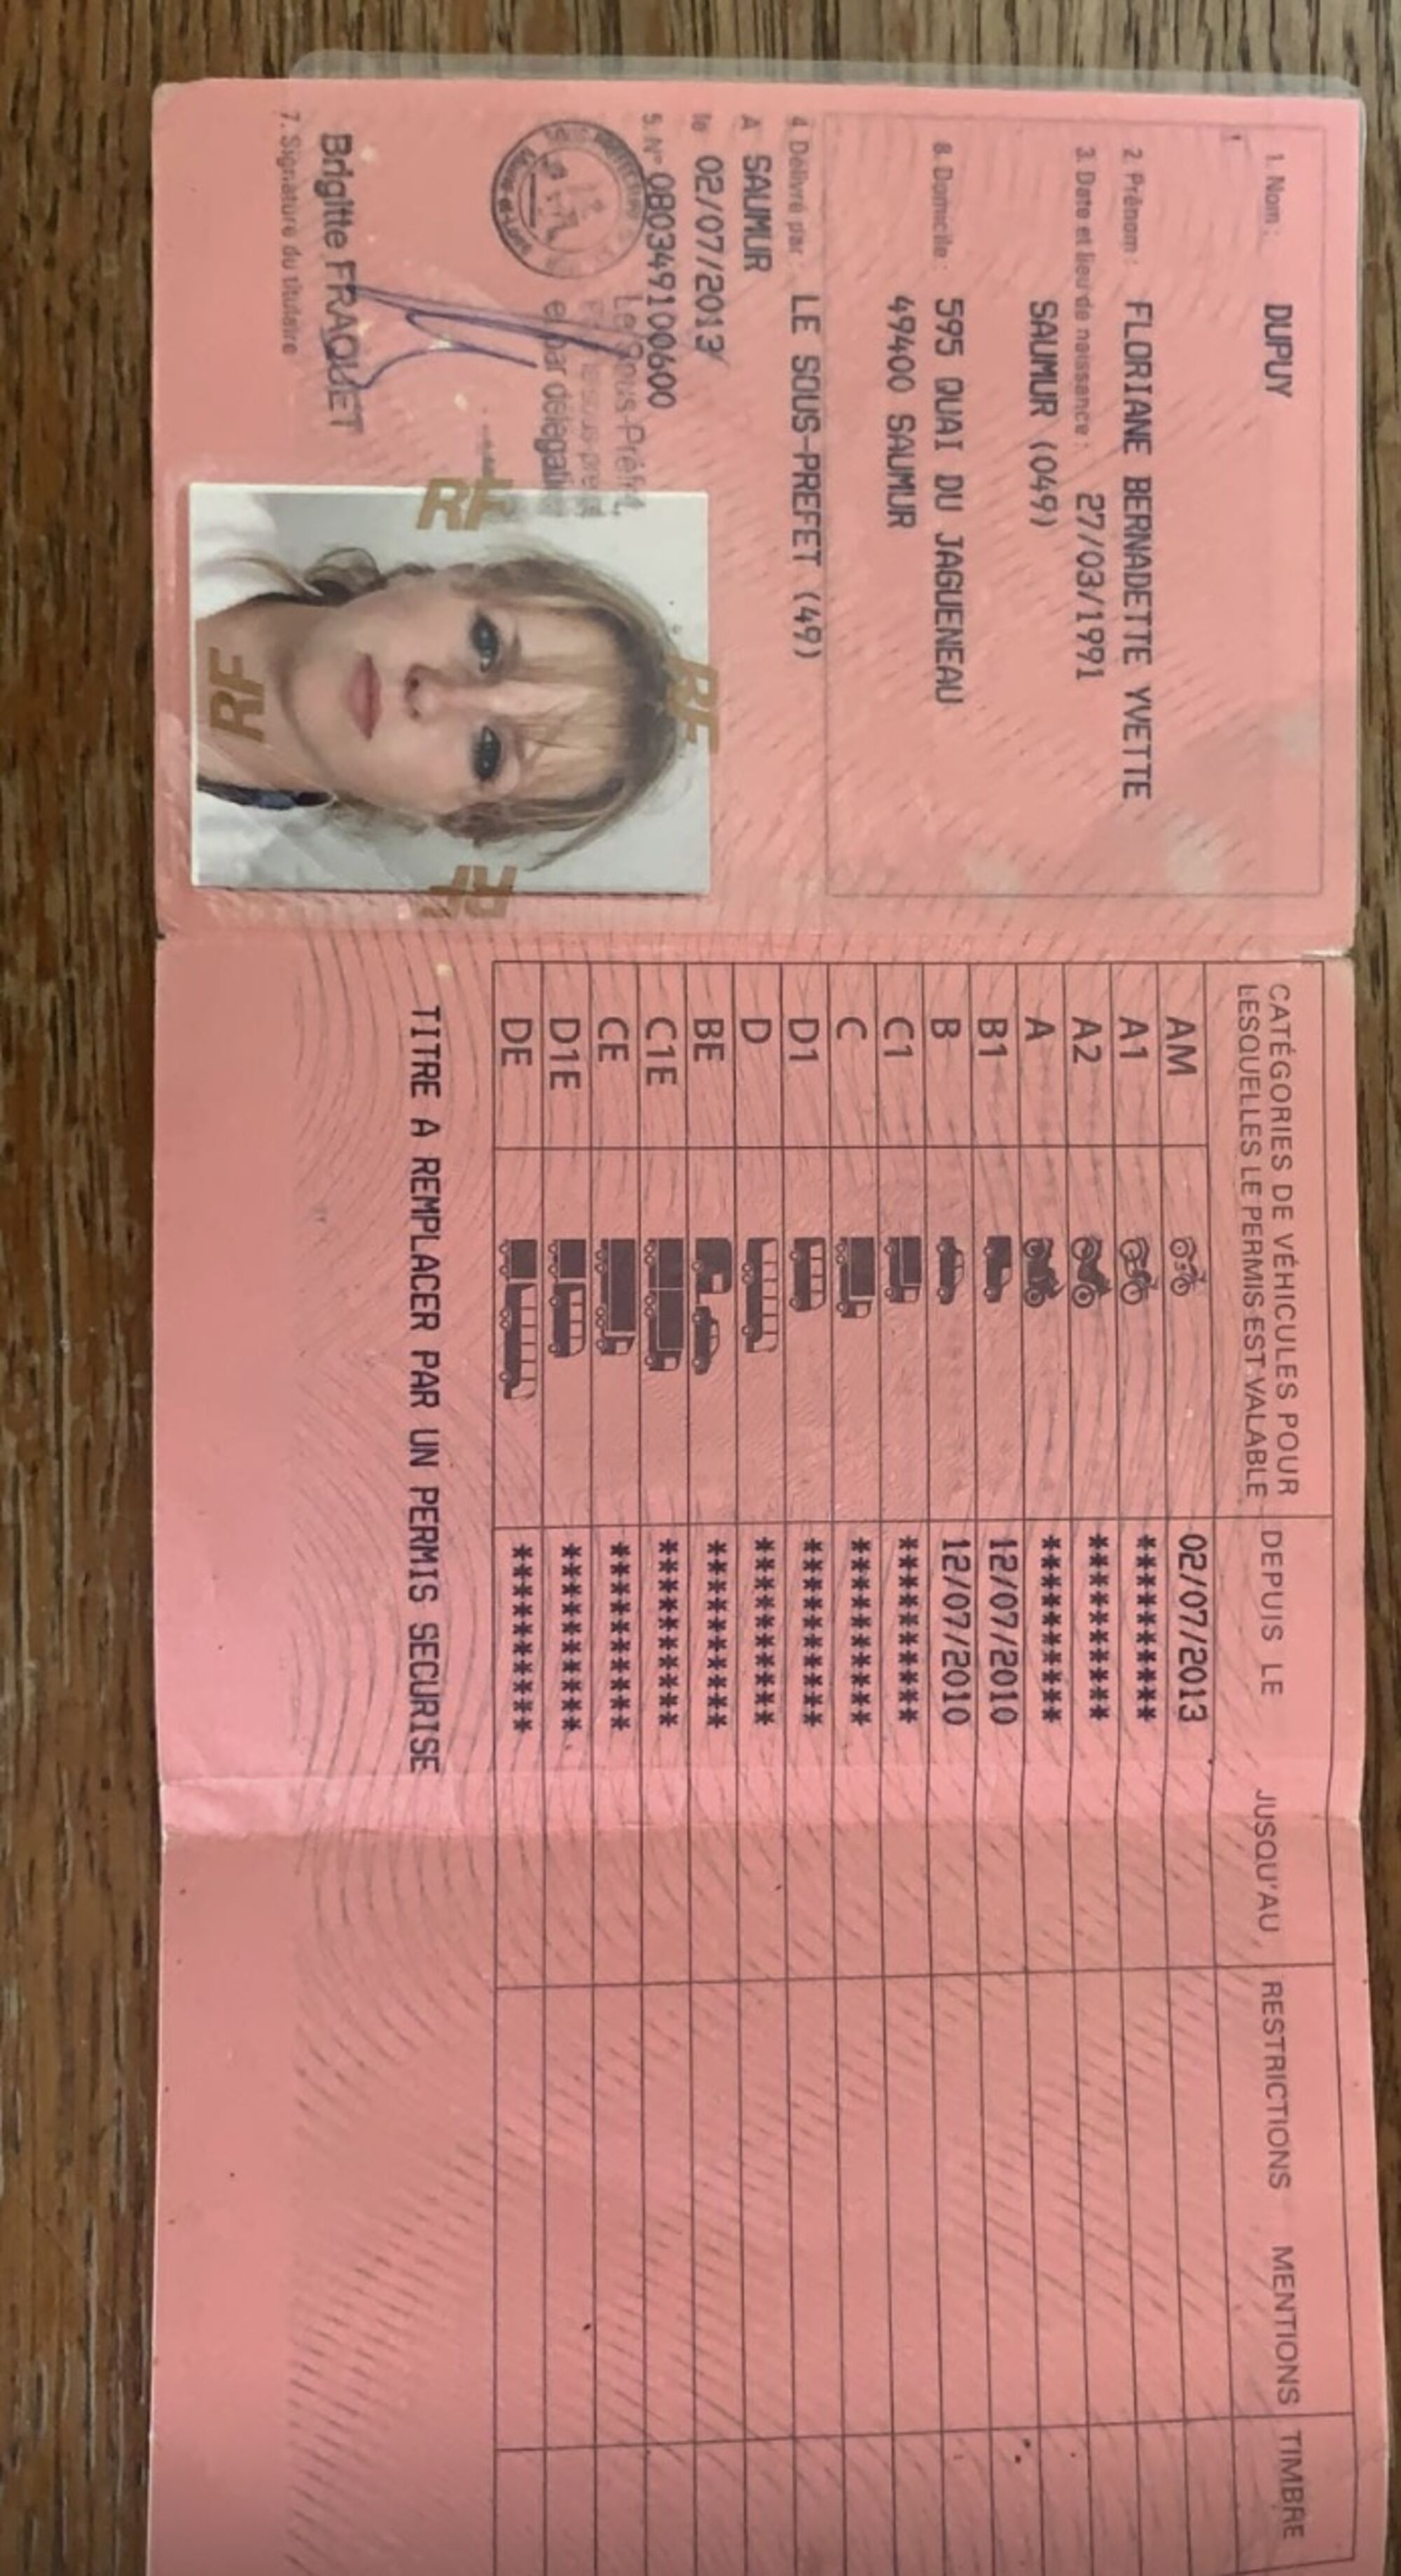 1. Nom : DUPUY
2. Prénom : FLORIANE BERNADETTE YVETTE
3. Date et lieu de naissance : 27/03/1991
SAUMUR (049)
8. Domicile : 595 QUAI DU JAGUENEAU
49400 SAUMUR
4. Délivré par : LE SOUS-PREFET (49)
A SAUMUR
le 02/07/2013
5. N° 080349100600
Le Sous-Préfet,
et par délégation
Brigitte FRAQUET
7. Signature du titulaire
RF
RF
RF
RF
CATÉGORIES DE VÉHICULES POUR LESQUELLES LE PERMIS EST VALABLE DEPUIS LE JUSQU'AU RESTRICTIONS MENTIONS TIMBRE
AM 02/07/2013
A1 *********
A2 *********
A *********
B1 12/07/2010
B 12/07/2010
C1 *********
C *********
D1 *********
D *********
BE *********
C1E *********
CE *********
D1E *********
DE *********
TITRE A REMPLACER PAR UN PERMIS SECURISE